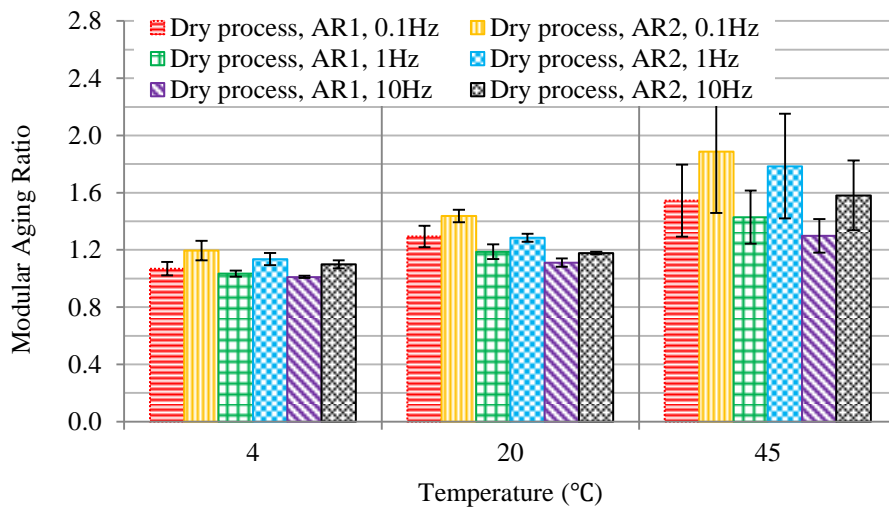 2.8
2.4
2.0
1.6
1.2
0.8
0.4
0.0
Modular Aging Ratio
Dry process, AR1, 0.1Hz
Dry process, AR2, 0.1Hz
Dry process, AR1, 1Hz
Dry process, AR2, 1Hz
Dry process, AR1, 10Hz
Dry process, AR2, 10Hz
4
20
45
Temperature (℃)